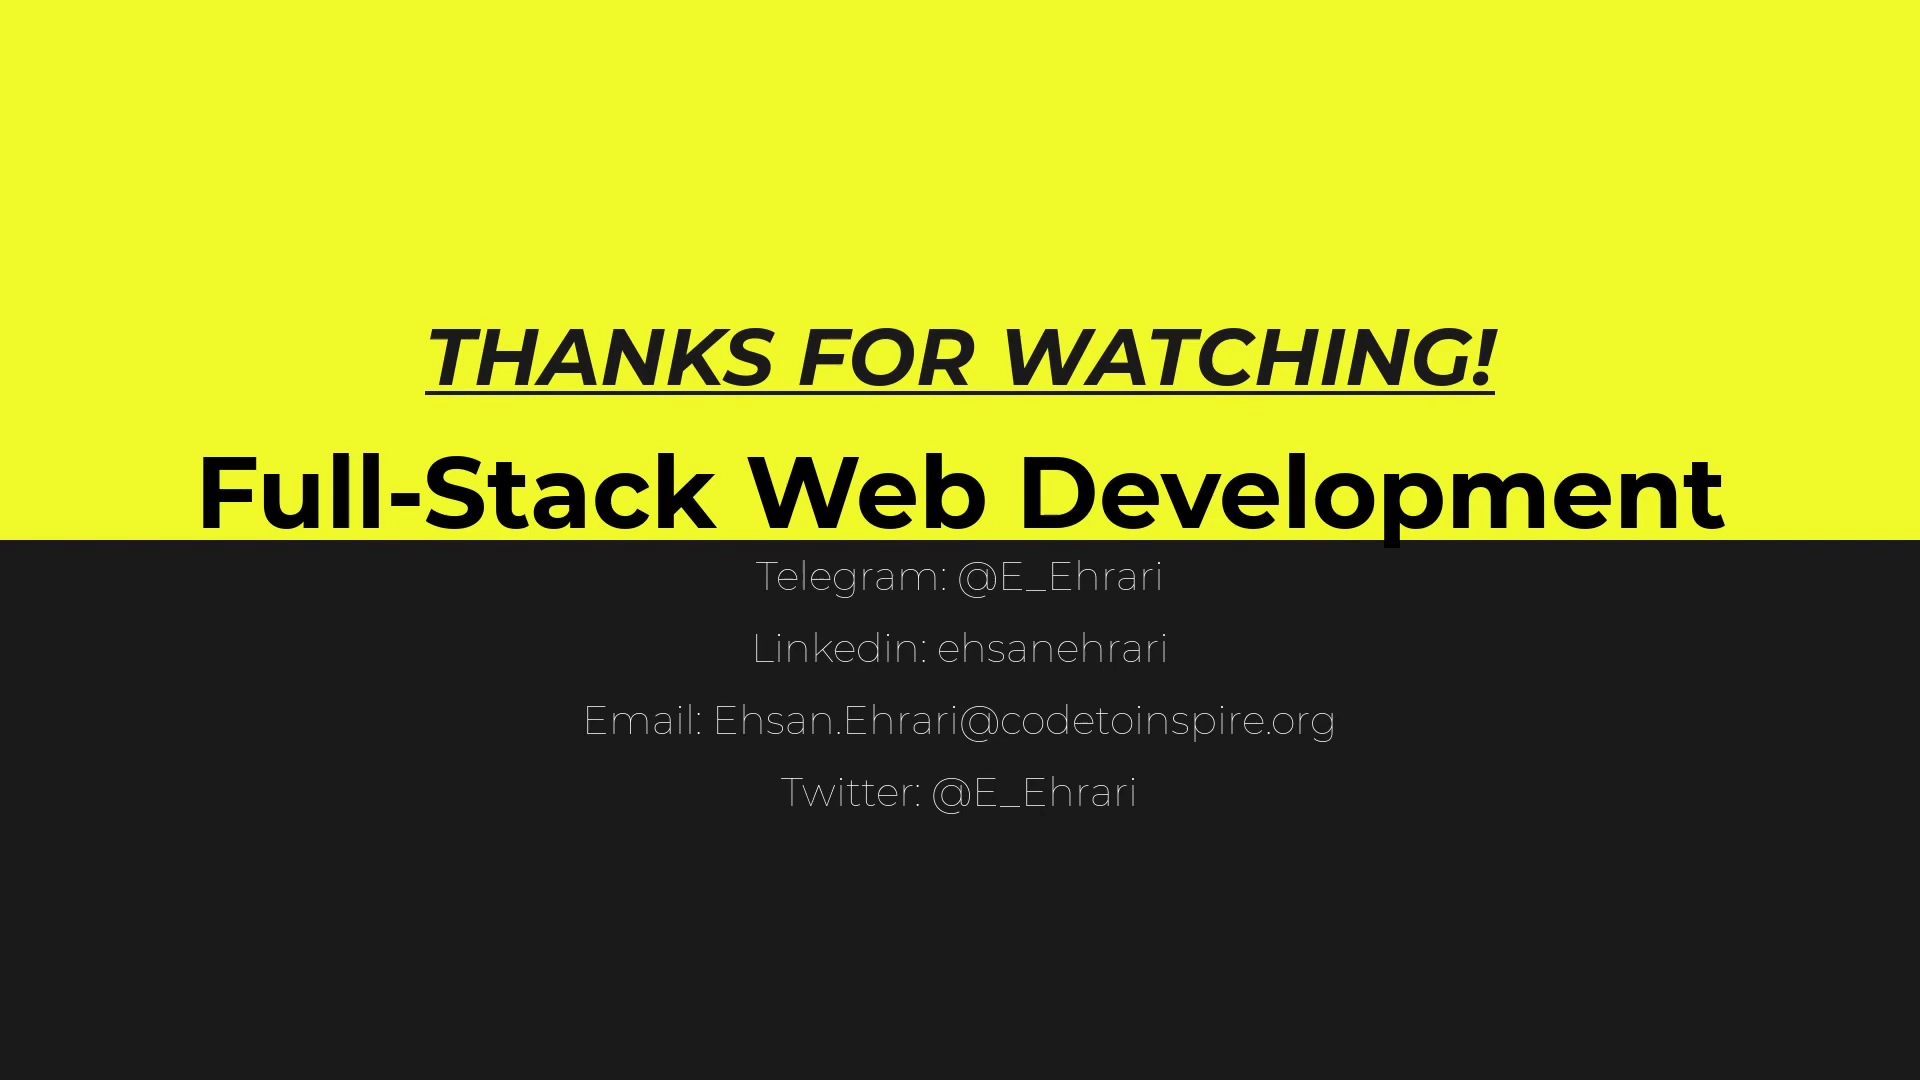 THANKS FOR WATCHING!
Full-Stack Web Development
Telegram: @E_Ehrari
Linkedin: ehsanehrari
Email: Ehsan.Ehrari@codetoinspire.org
Twitter: @E_Ehrari